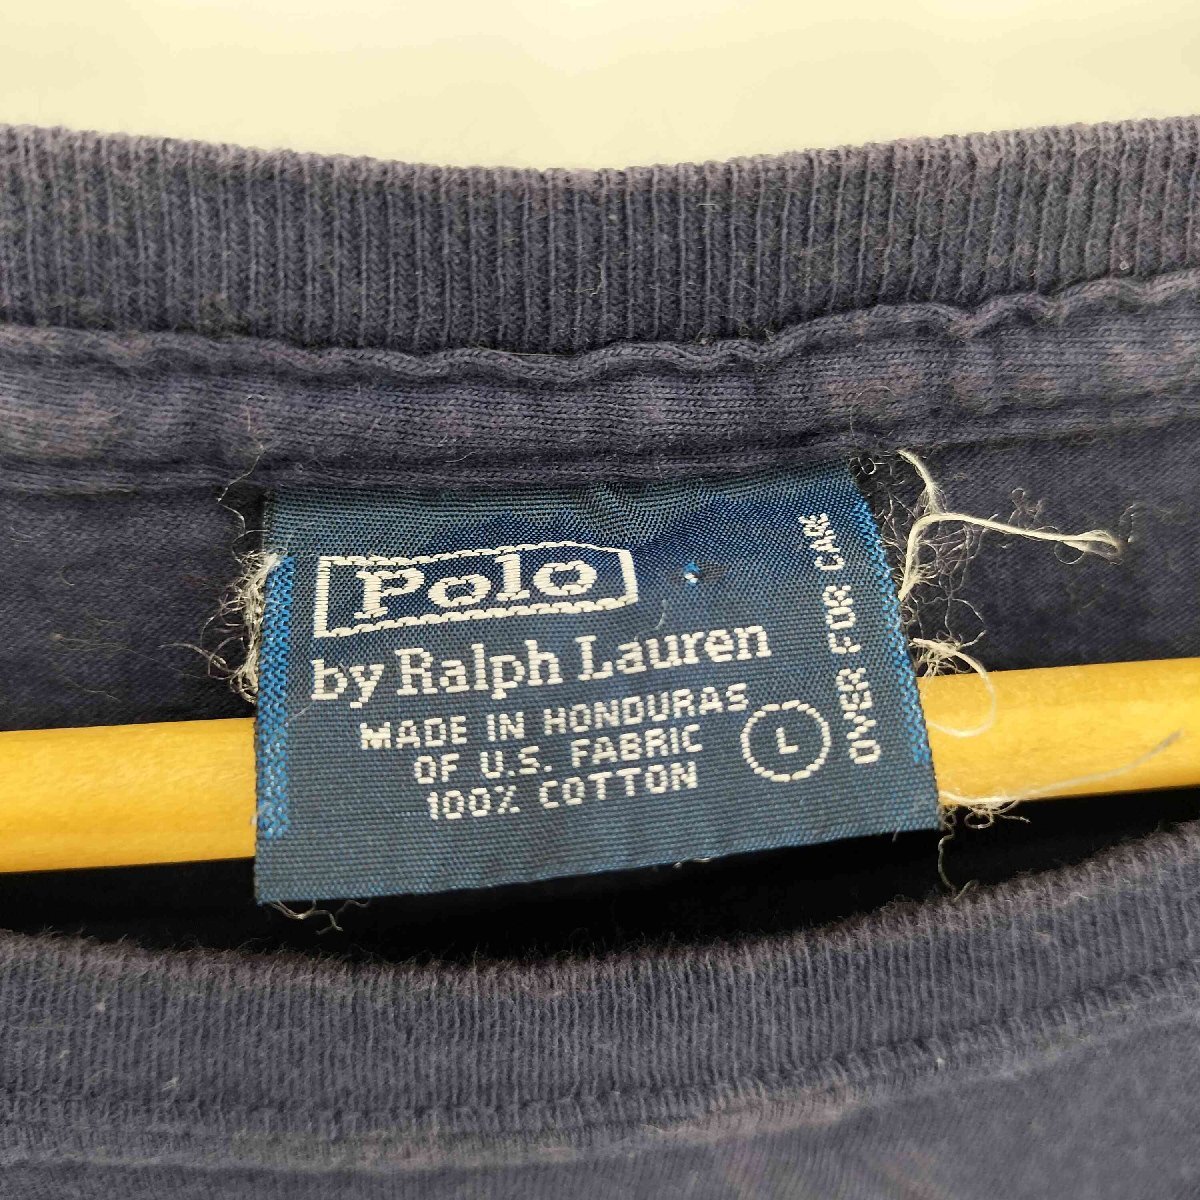 Polo
by Ralph Lauren
MADE IN HONDURAS
OF U.S. FABRIC
100% COTTON
L
OVER FOR CARE